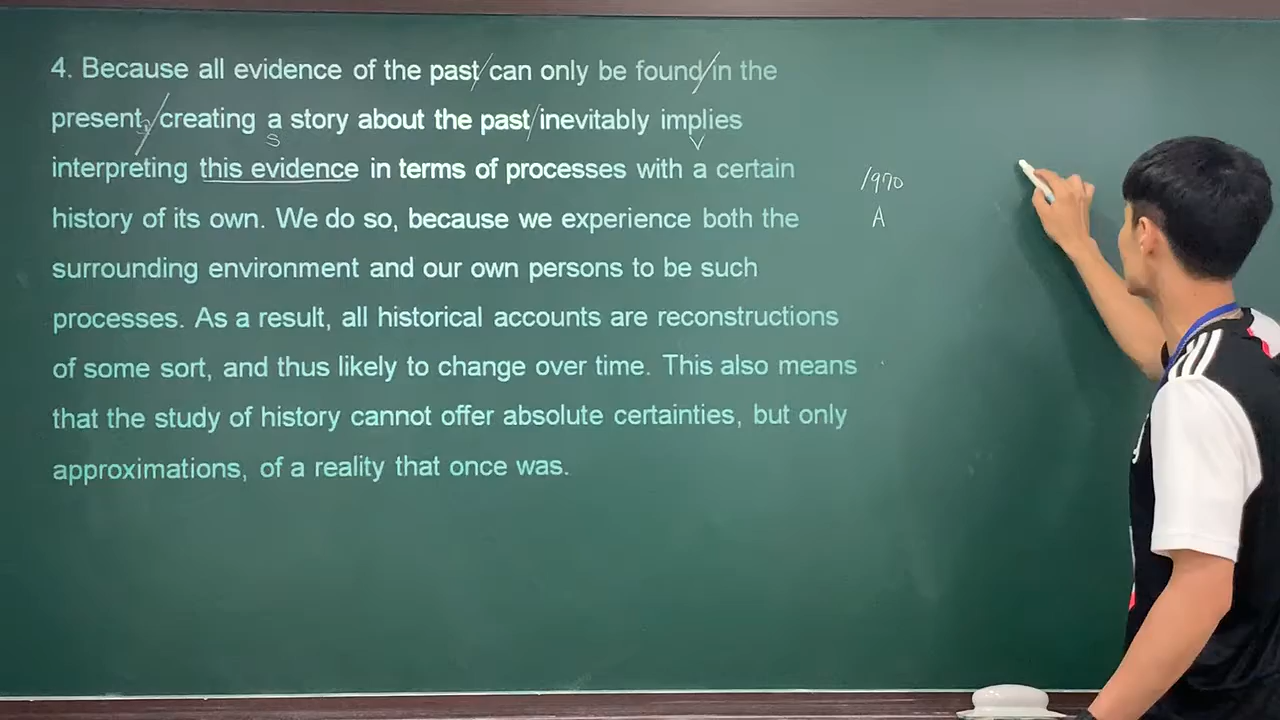 4. Because all evidence of the past can only be found in the
present, creating a story about the past inevitably implies
S
V
interpreting this evidence in terms of processes with a certain
history of its own. We do so, because we experience both the
surrounding environment and our own persons to be such
processes. As a result, all historical accounts are reconstructions
of some sort, and thus likely to change over time. This also means
that the study of history cannot offer absolute certainties, but only
approximations, of a reality that once was.
1970
A